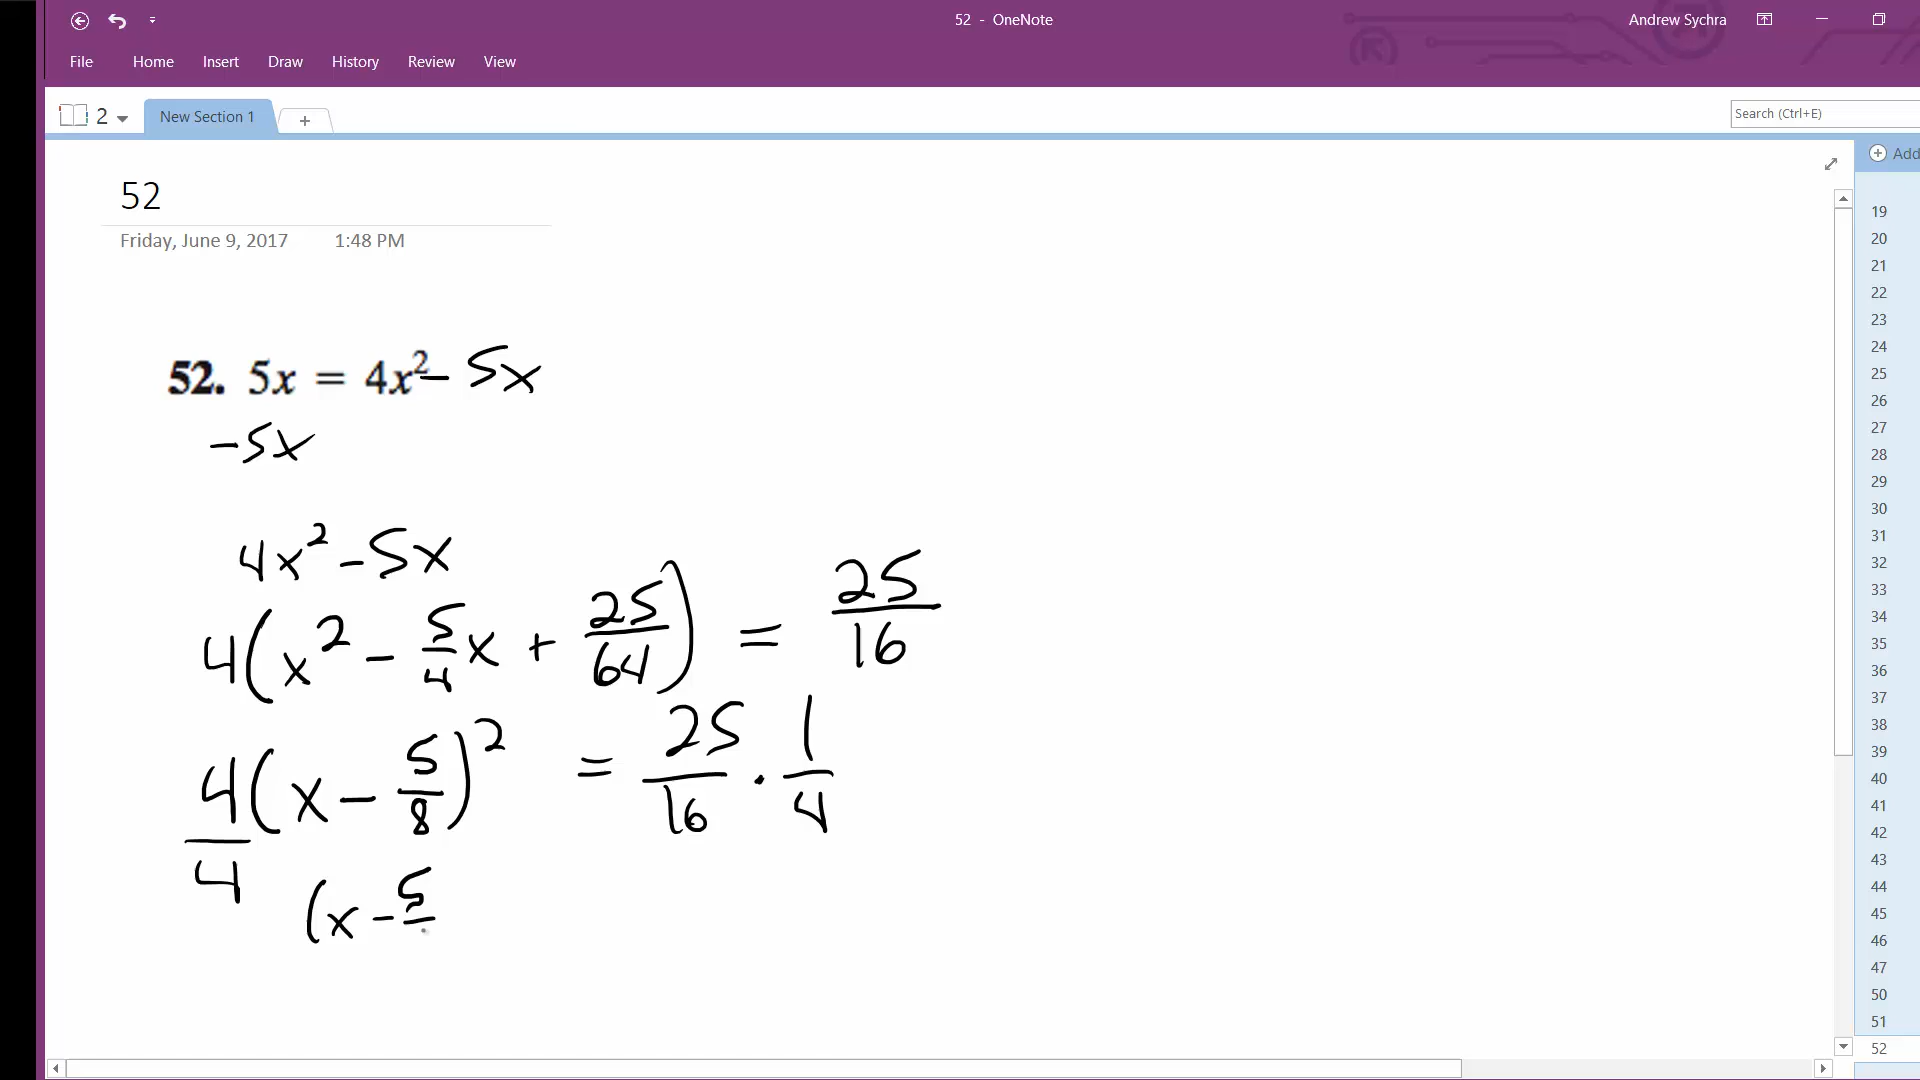 52 - OneNote
Andrew Sychra
File Home Insert Draw History Review View
2 New Section 1 +
Search (Ctrl+E)
Add
52
Friday, June 9, 2017 1:48 PM
52. 5x = 4x² - 5x
-5x
4x² - 5x
4(x² - 5/4 x + 25/64) = 25/16
4(x - 5/8)² = 25/16 · 1/4
4
(x - 5
19
20
21
22
23
24
25
26
27
28
29
30
31
32
33
34
35
36
37
38
39
40
41
42
43
44
45
46
47
50
51
52